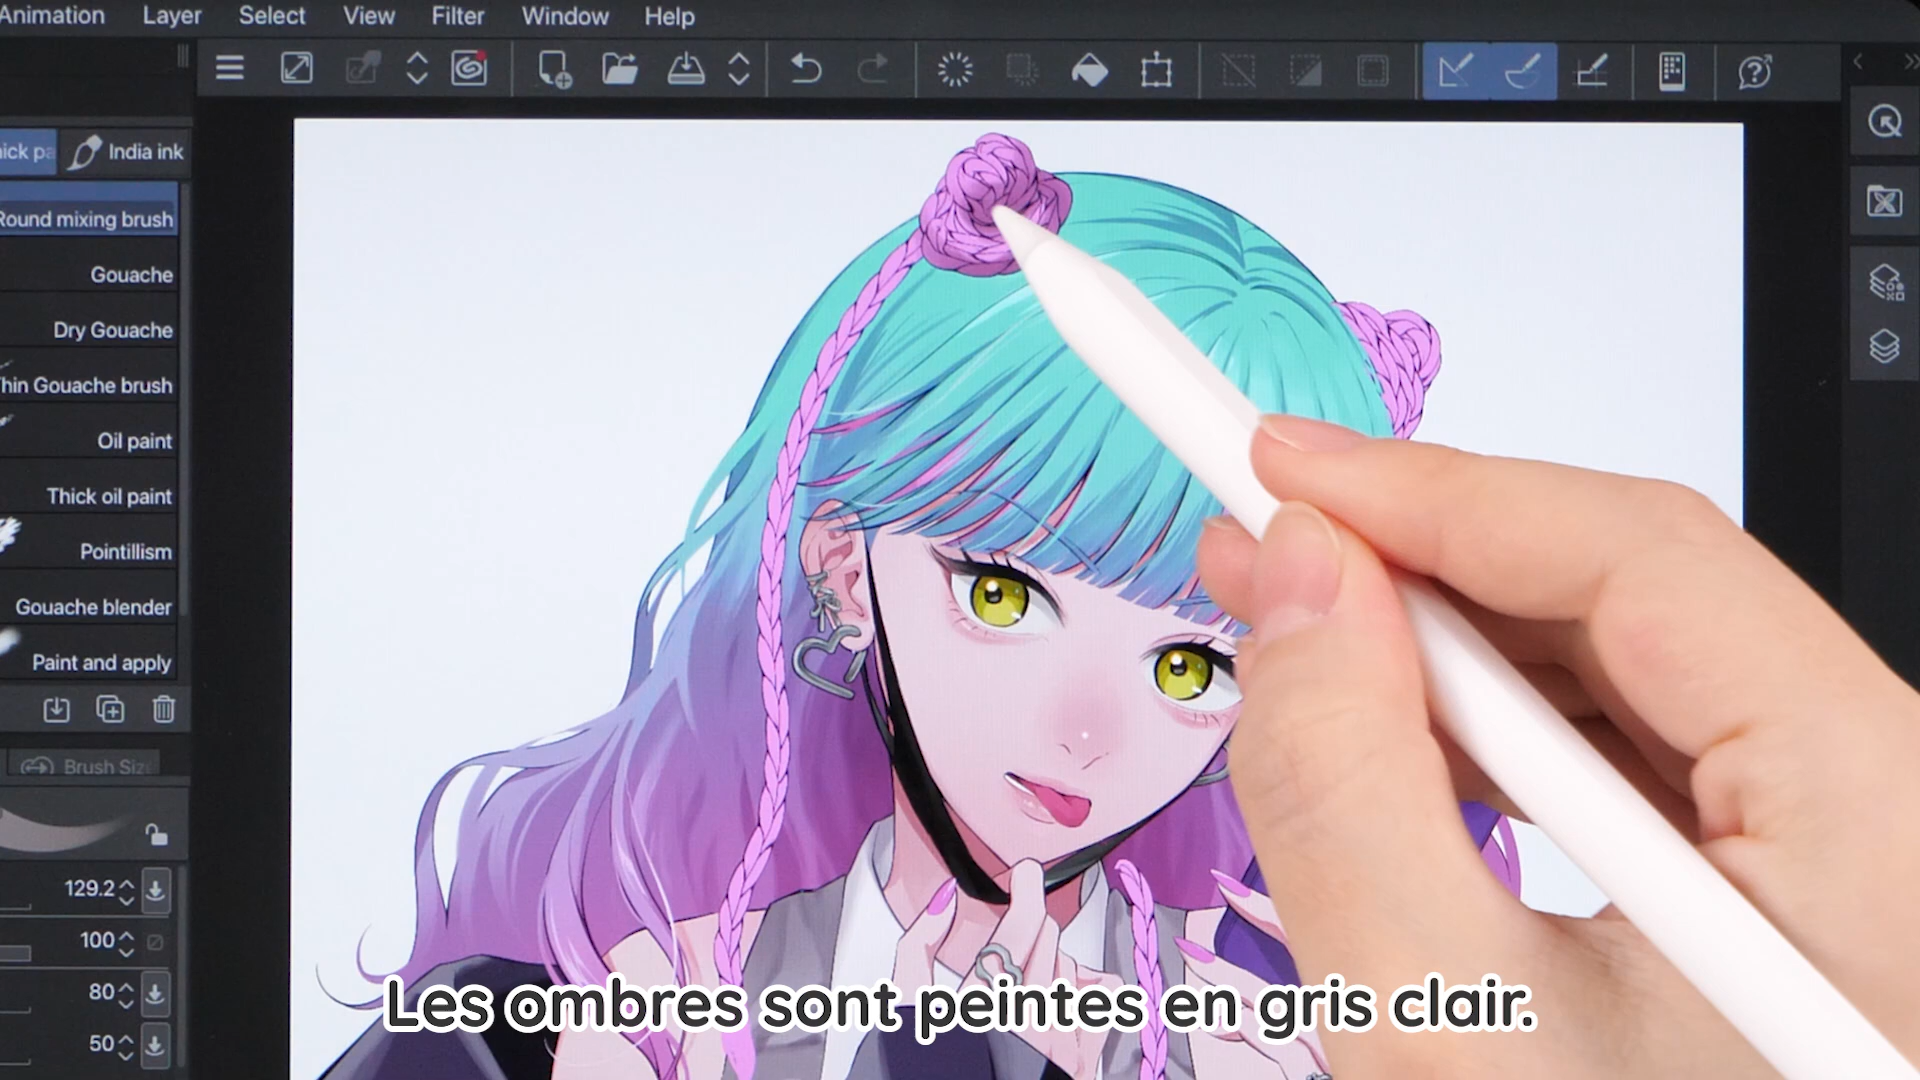 Animation Layer Select View Filter Window Help
India ink
Round mixing brush
Gouache
Dry Gouache
Thin Gouache brush
Oil paint
Thick oil paint
Pointillism
Gouache blender
Paint and apply
Brush Size
129.2
100
80
50
Les ombres sont peintes en gris clair.